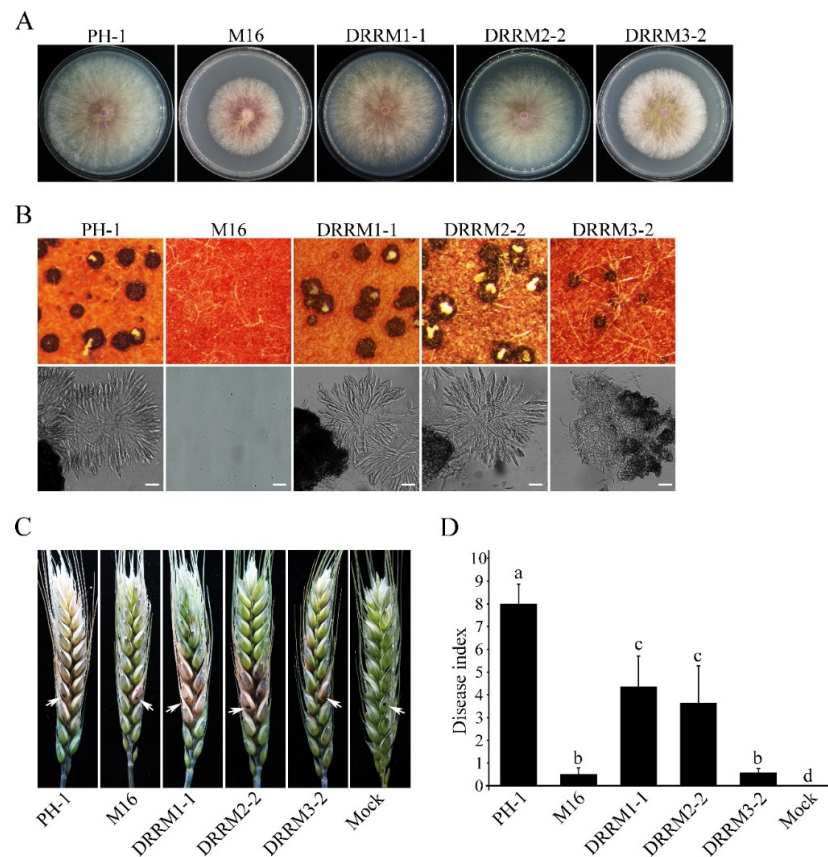 A
PH-1 M16 DRRM1-1 DRRM2-2 DRRM3-2
B
PH-1 M16 DRRM1-1 DRRM2-2 DRRM3-2
C
PH-1 M16 DRRM1-1 DRRM2-2 DRRM3-2 Mock
D
Disease index
10
9
8
7
6
5
4
3
2
1
0
a b c c b d
PH-1 M16 DRRM1-1 DRRM2-2 DRRM3-2 Mock